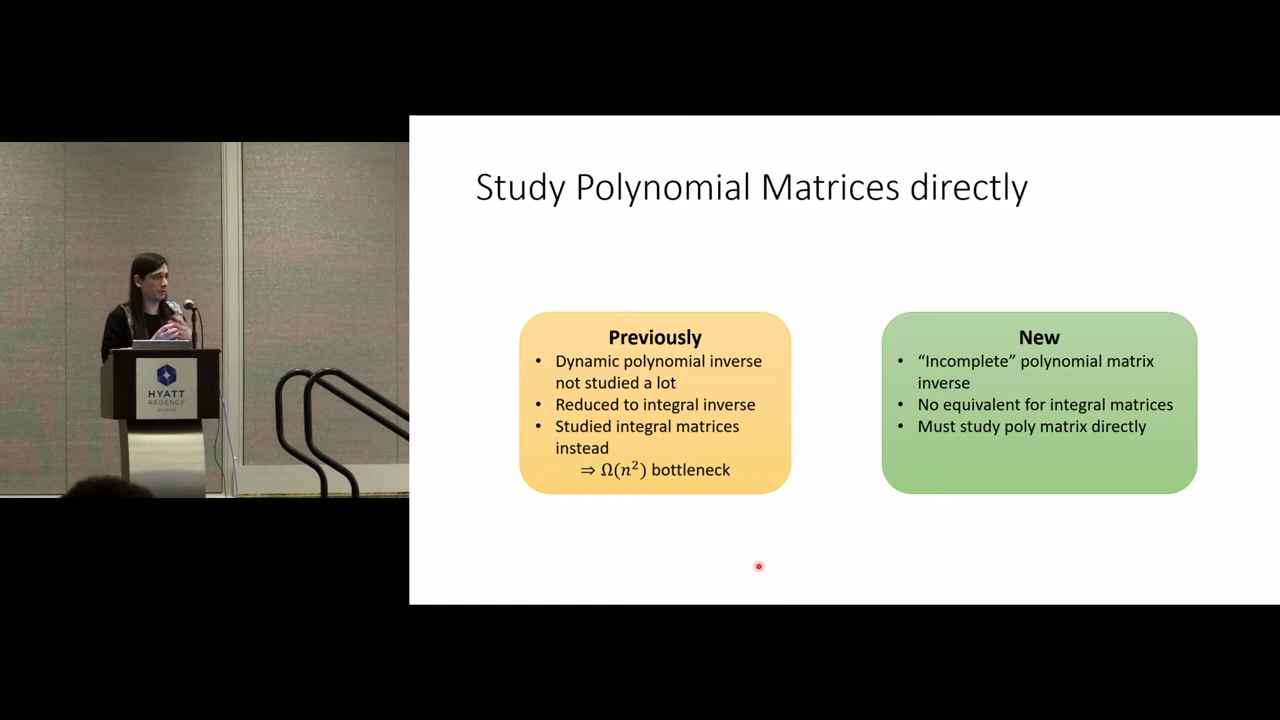 Study Polynomial Matrices directly
Previously
• Dynamic polynomial inverse
not studied a lot
• Reduced to integral inverse
• Studied integral matrices
instead
⇒ Ω(n²) bottleneck
New
• “Incomplete” polynomial matrix
inverse
• No equivalent for integral matrices
• Must study poly matrix directly
HYATT
REGENCY